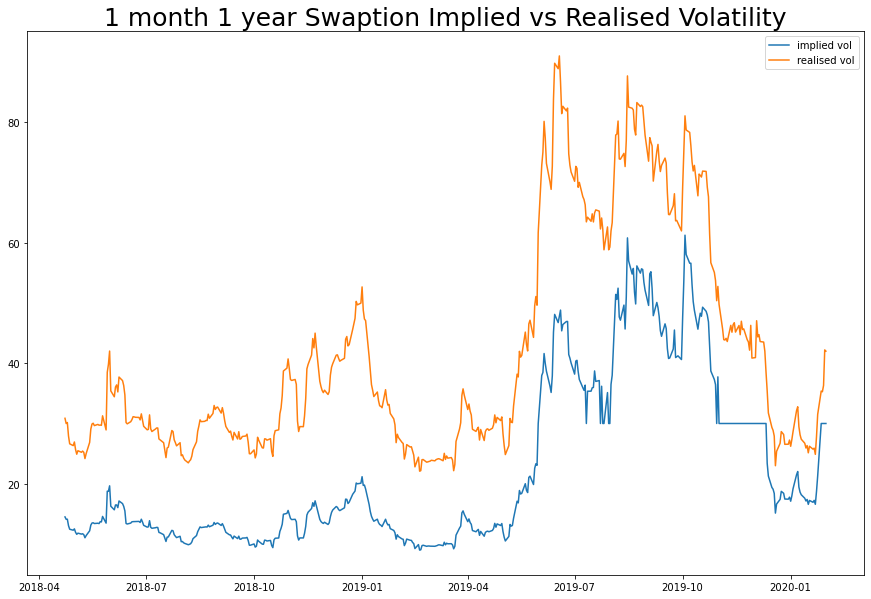 1 month 1 year Swaption Implied vs Realised Volatility
implied vol
realised vol
80
60
40
20
2018-04 2018-07 2018-10 2019-01 2019-04 2019-07 2019-10 2020-01